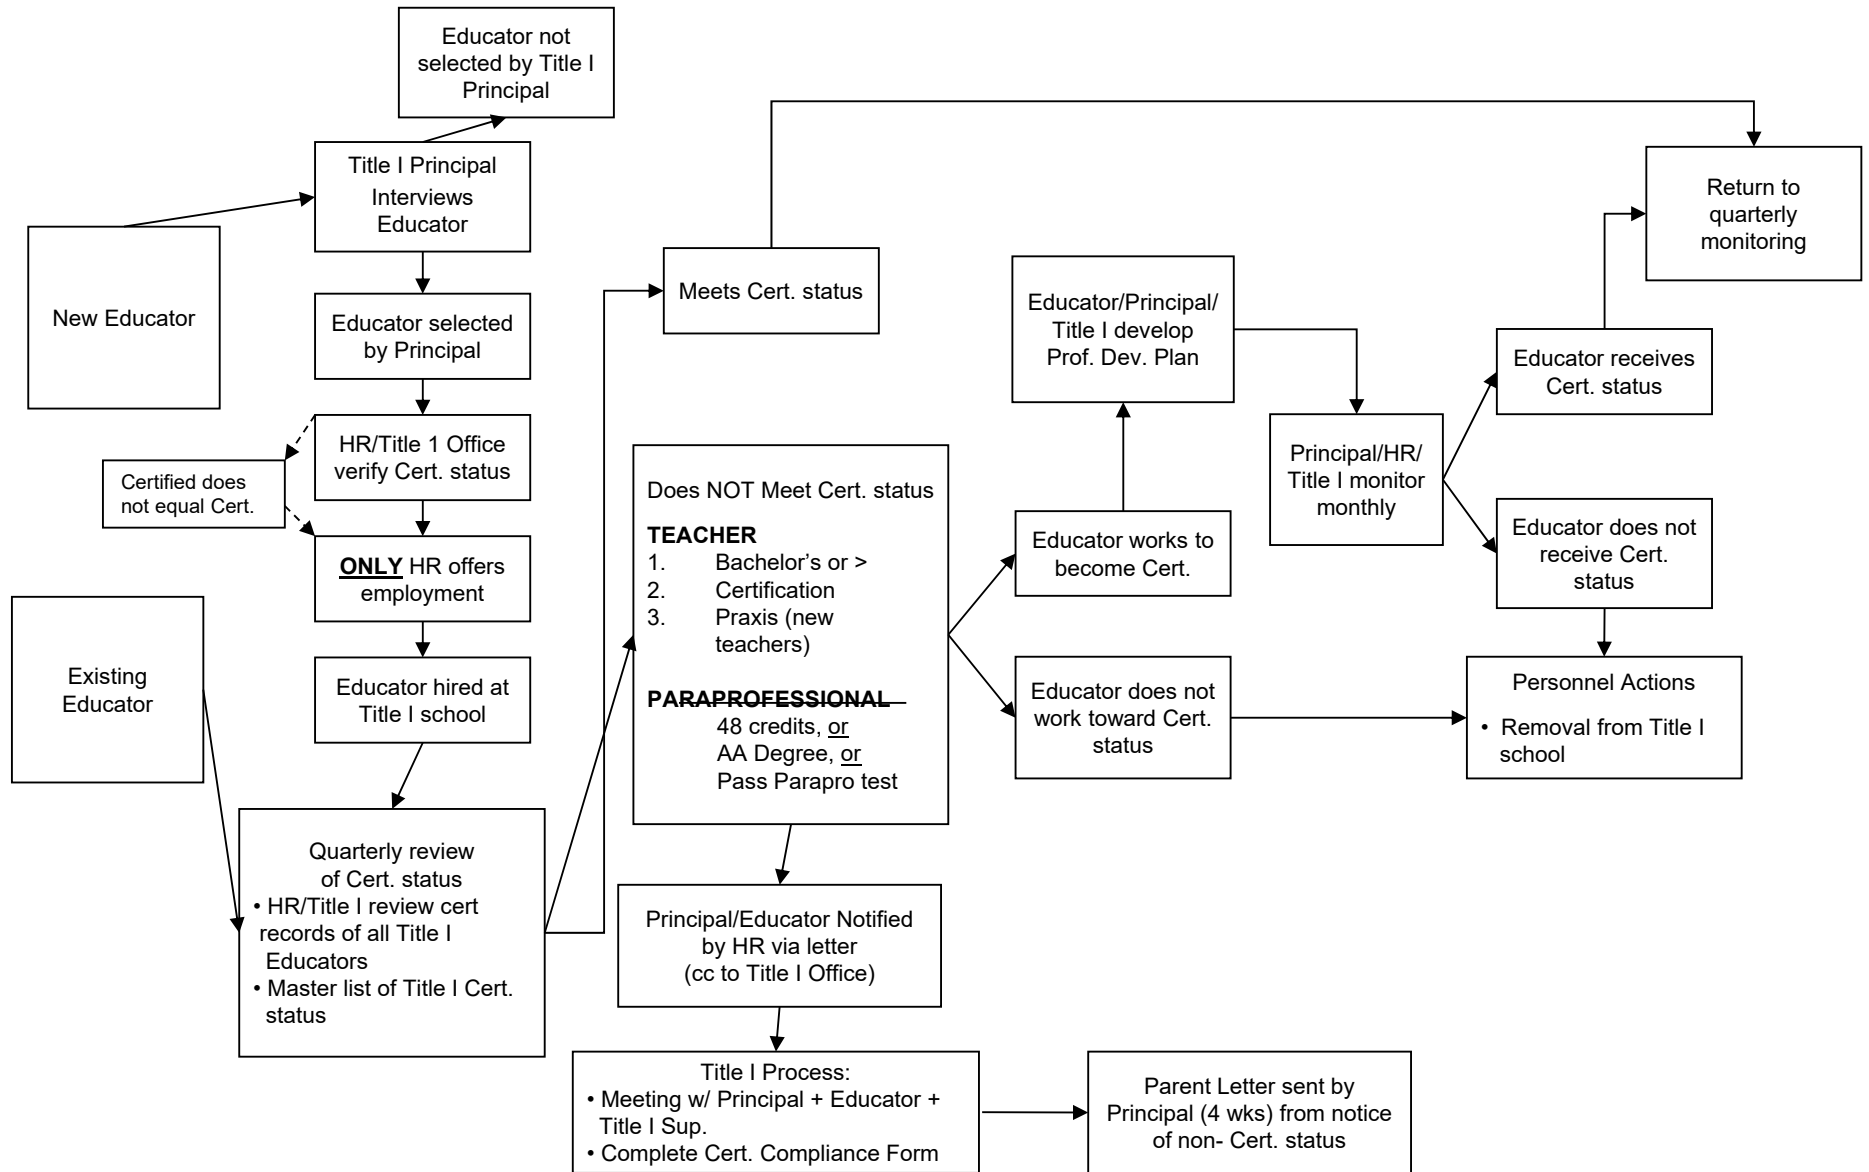 Educator not
selected by Title I
Principal
Title I Principal
Interviews
Educator
New Educator
Educator selected
by Principal
HR/Title 1 Office
verify Cert. status
Certified does
not equal Cert.
ONLY HR offers
employment
Existing
Educator
Educator hired at
Title I school
Quarterly review
of Cert. status
• HR/Title I review cert
records of all Title I
Educators
• Master list of Title I Cert.
status
Meets Cert. status
Does NOT Meet Cert. status
TEACHER
1. Bachelor’s or >
2. Certification
3. Praxis (new
teachers)
PARAPROFESSIONAL
48 credits, or
AA Degree, or
Pass Parapro test
Principal/Educator Notified
by HR via letter
(cc to Title I Office)
Title I Process:
• Meeting w/ Principal + Educator +
Title I Sup.
• Complete Cert. Compliance Form
Parent Letter sent by
Principal (4 wks) from notice
of non- Cert. status
Educator/Principal/
Title I develop
Prof. Dev. Plan
Educator works to
become Cert.
Educator does not
work toward Cert.
status
Principal/HR/
Title I monitor
monthly
Return to
quarterly
monitoring
Educator receives
Cert. status
Educator does not
receive Cert.
status
Personnel Actions
• Removal from Title I
school